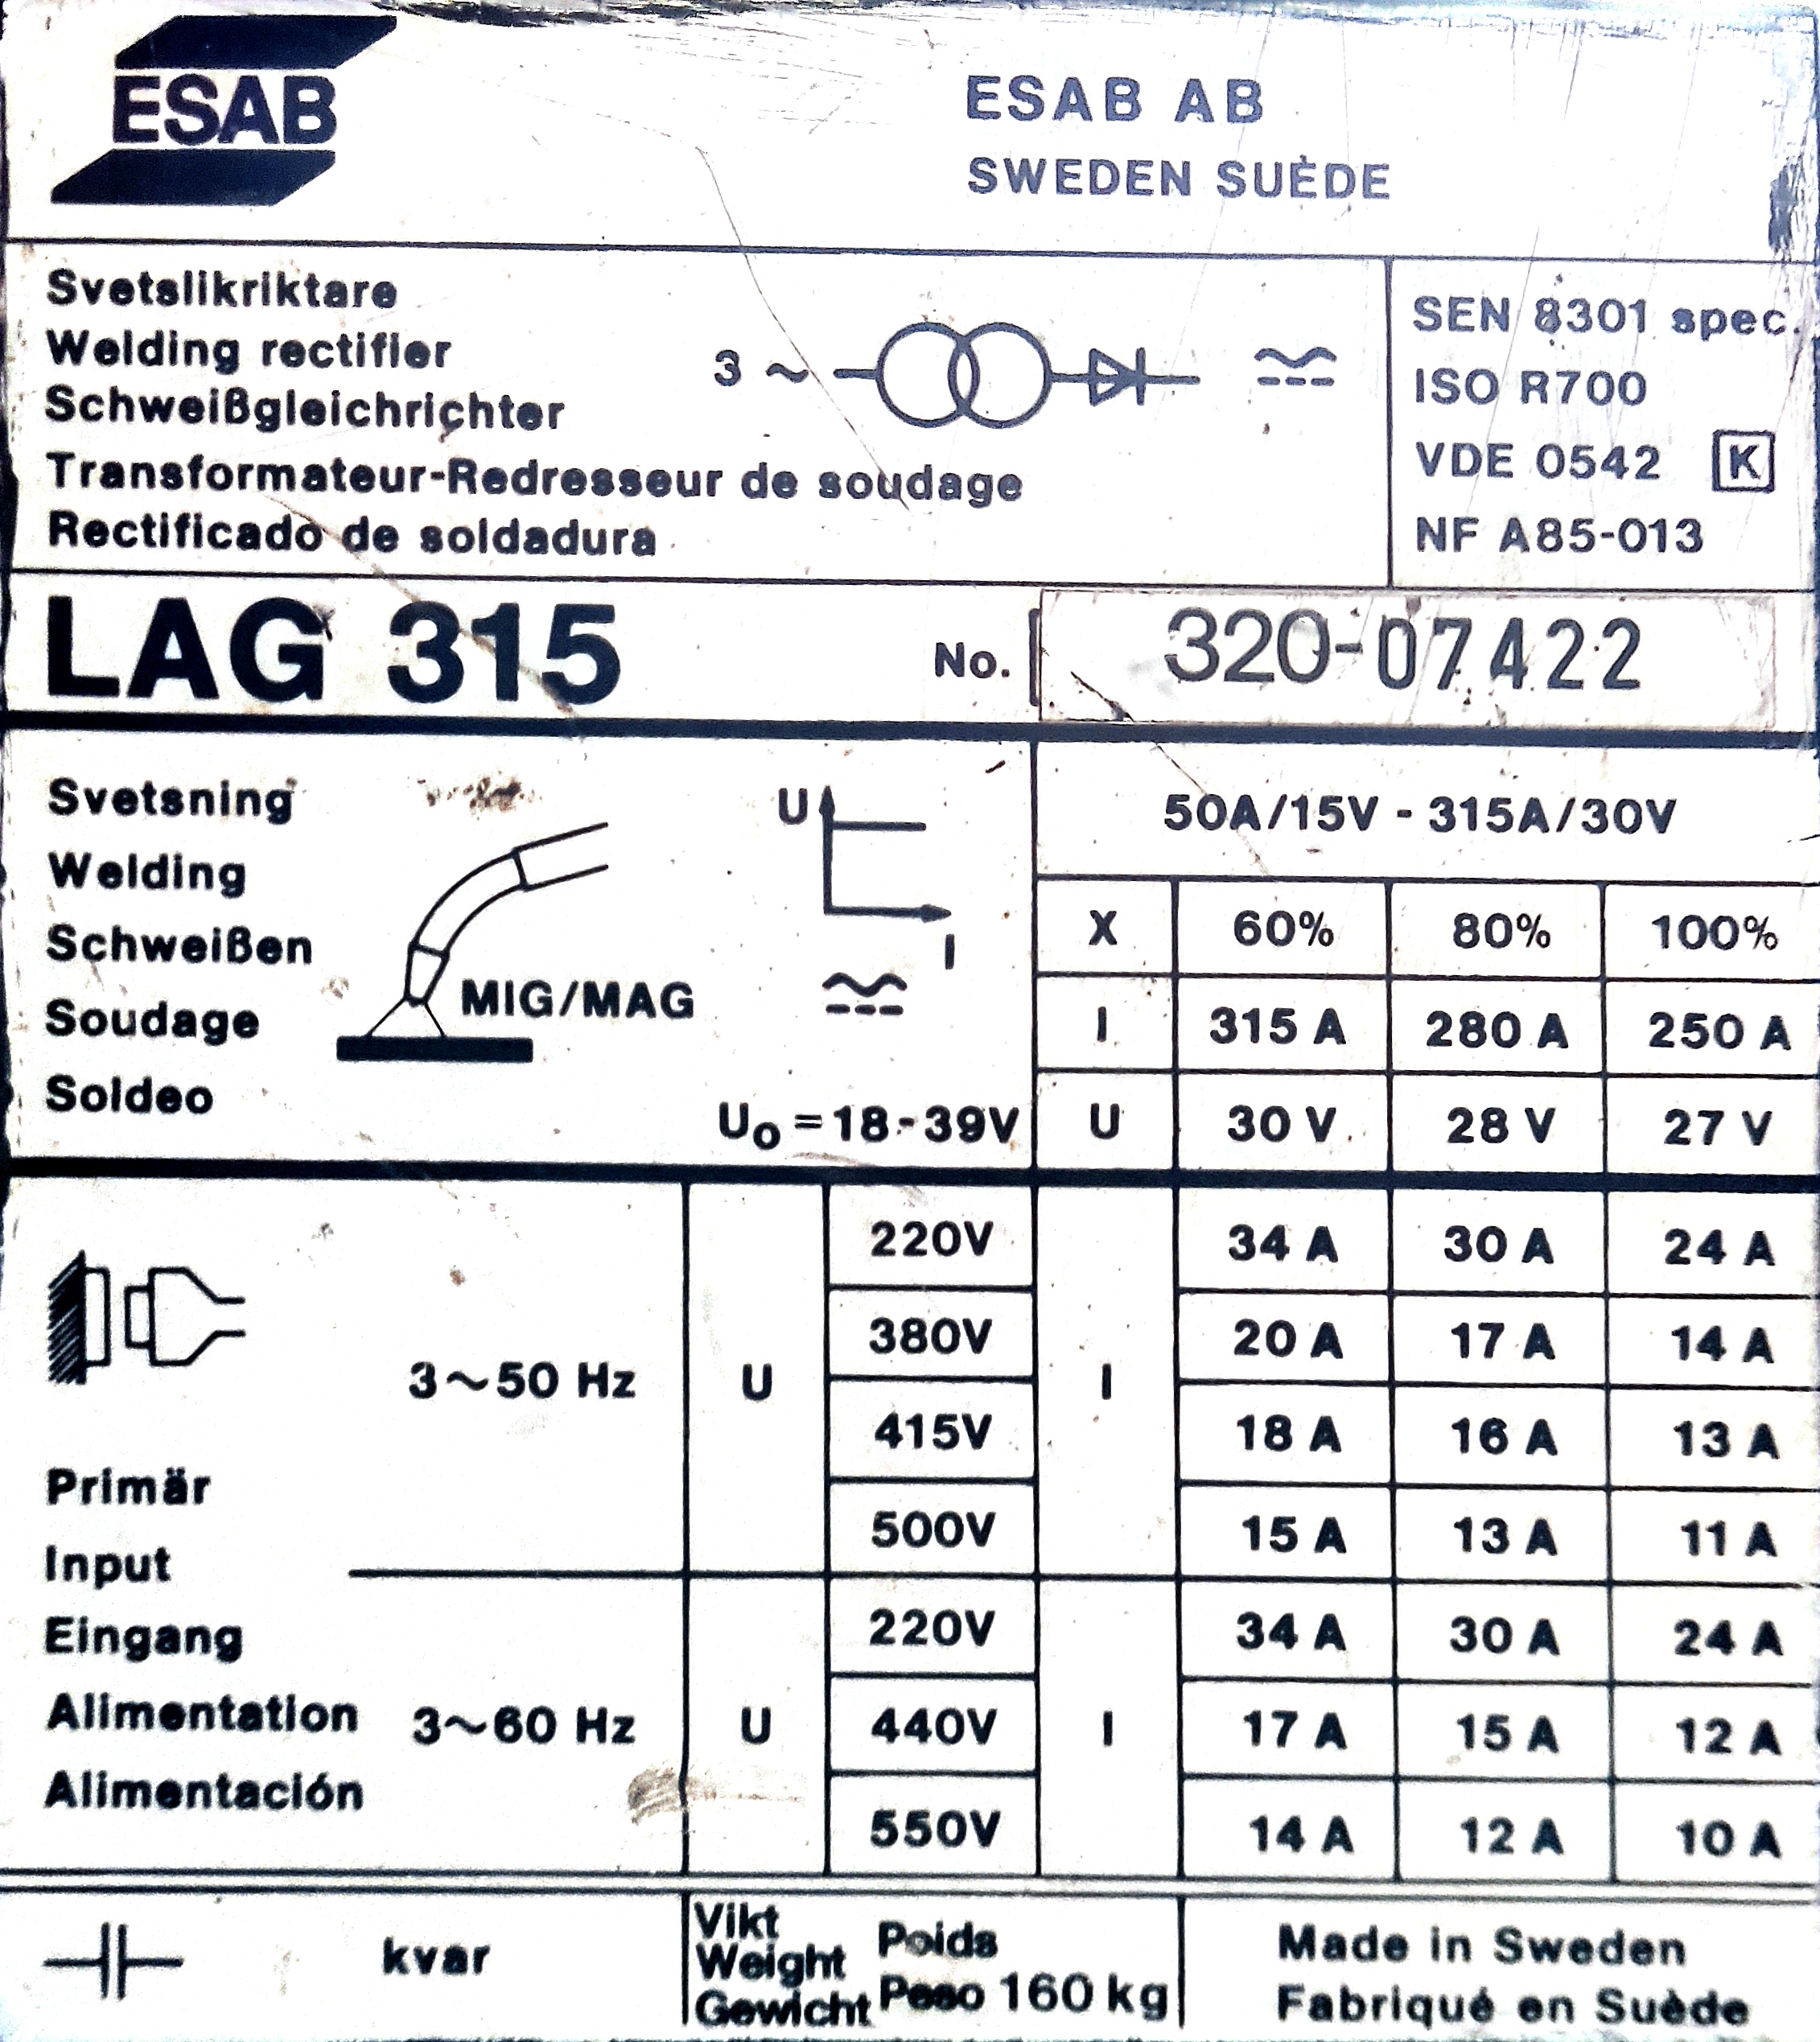 ESAB
ESAB AB
SWEDEN SUÈDE
Svetslikriktare
Welding rectifier
Schweißgleichrichter
Transformateur-Redresseur de soudage
Rectificado de soldadura
3 ~
SEN 8301 spec.
ISO R700
VDE 0542 K
NF A85-013
LAG 315
No. 320-07422
Svetsning
Welding
Schweißen
Soudage
Soldeo
MIG/MAG
U
I
U₀ = 18 - 39V
50A/15V - 315A/30V
X 60% 80% 100%
I 315 A 280 A 250 A
U 30 V 28 V 27 V
Primär
Input
Eingang
Alimentation
Alimentación
3~50 Hz U I
220V 34 A 30 A 24 A
380V 20 A 17 A 14 A
415V 18 A 16 A 13 A
500V 15 A 13 A 11 A
3~60 Hz U I
220V 34 A 30 A 24 A
440V 17 A 15 A 12 A
550V 14 A 12 A 10 A
kvar
Vikt
Weight
Gewicht
Poids
Peso 160 kg
Made in Sweden
Fabriqué en Suède